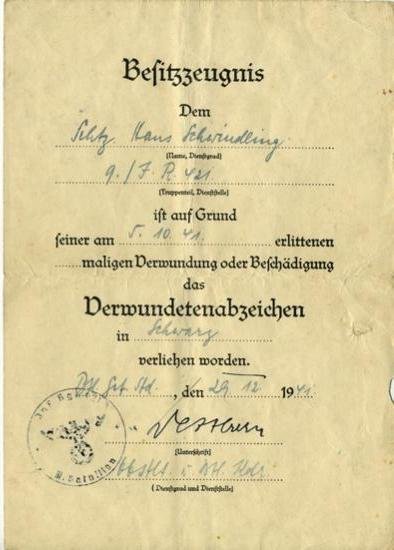 Besitzzeugnis
Dem
Schtz. Hans Schwindling
(Name, Dienstgrad)
9./J.R. 421
(Truppenteil, Dienststelle)
ist auf Grund
seiner am 5.10.41. erlittenen
maligen Verwundung oder Beschädigung
das
Verwundetenabzeichen
in Schwarz
verliehen worden.
, den 29. 12. 1941
(Unterschrift)
u.
(Dienstgrad und Dienststelle)